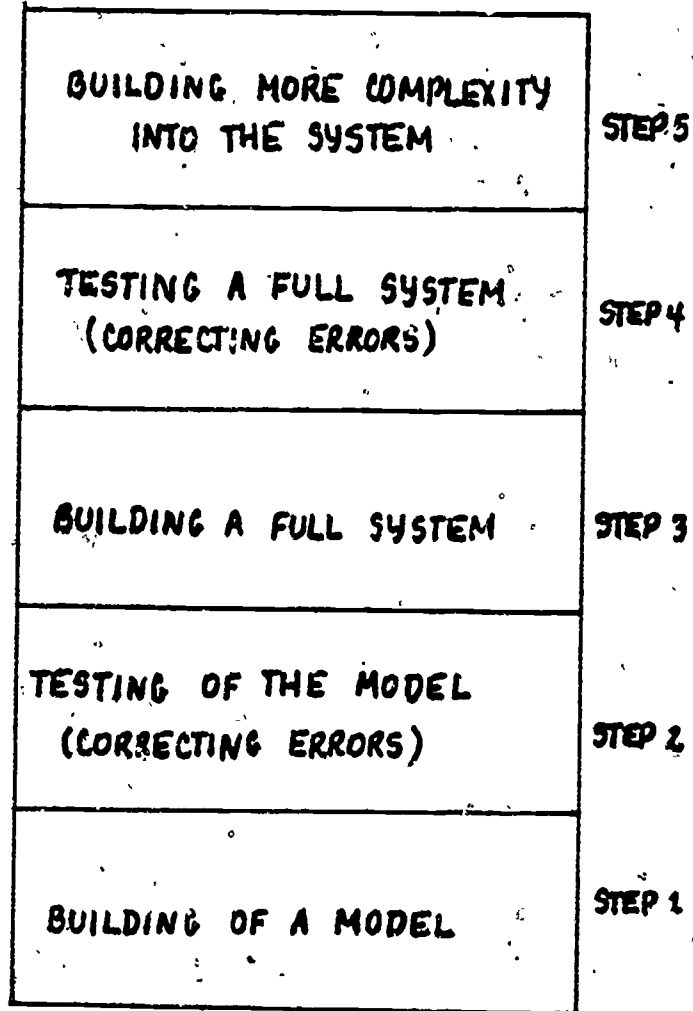 BUILDING MORE COMPLEXITY
INTO THE SYSTEM
STEP 5
TESTING A FULL SYSTEM
(CORRECTING ERRORS)
STEP 4
BUILDING A FULL SYSTEM
STEP 3
TESTING OF THE MODEL
(CORRECTING ERRORS)
STEP 2
BUILDING OF A MODEL
STEP 1